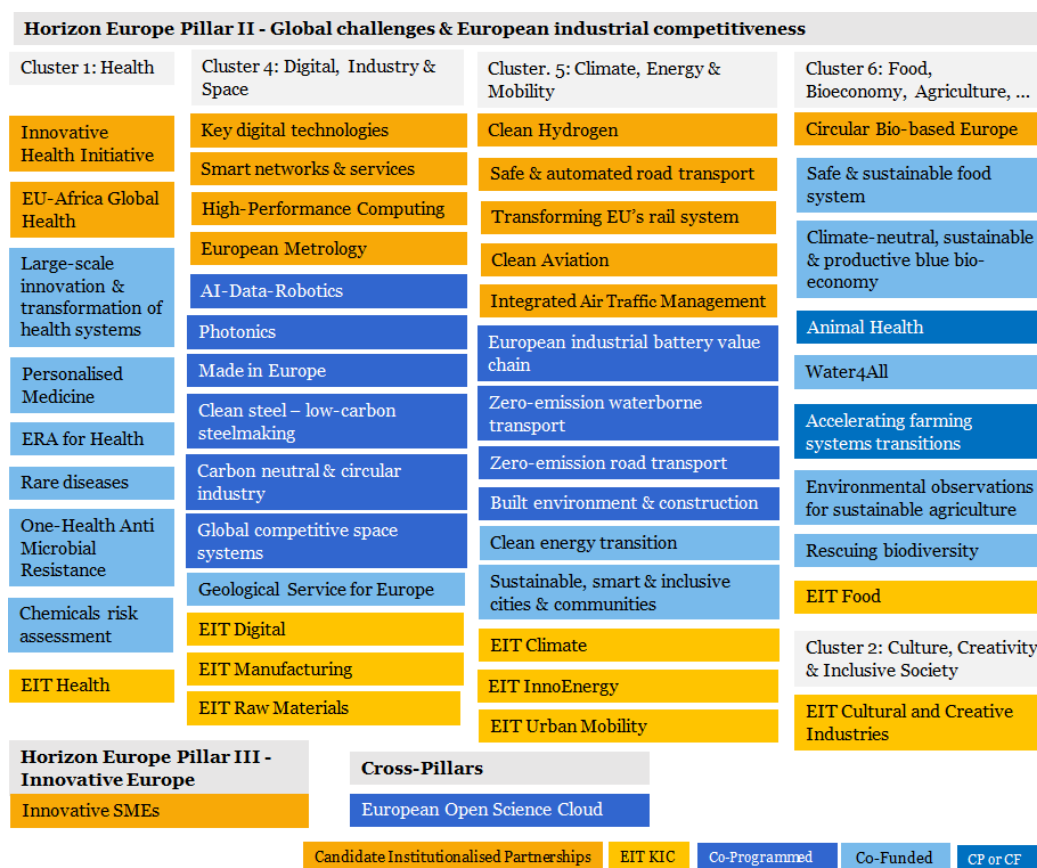 Horizon Europe Pillar II - Global challenges & European industrial competitiveness
Cluster 1: Health
Innovative
Health Initiative
EU-Africa Global
Health
Large-scale
innovation &
transformation of
health systems
Personalised
Medicine
ERA for Health
Rare diseases
One-Health Anti
Microbial
Resistance
Chemicals risk
assessment
EIT Health
Cluster 4: Digital, Industry &
Space
Key digital technologies
Smart networks & services
High-Performance Computing
European Metrology
AI-Data-Robotics
Photonics
Made in Europe
Clean steel – low-carbon
steelmaking
Carbon neutral & circular
industry
Global competitive space
systems
Geological Service for Europe
EIT Digital
EIT Manufacturing
EIT Raw Materials
Cluster. 5: Climate, Energy &
Mobility
Clean Hydrogen
Safe & automated road transport
Transforming EU's rail system
Clean Aviation
Integrated Air Traffic Management
European industrial battery value
chain
Zero-emission waterborne
transport
Zero-emission road transport
Built environment & construction
Clean energy transition
Sustainable, smart & inclusive
cities & communities
EIT Climate
EIT InnoEnergy
EIT Urban Mobility
Cluster 6: Food,
Bioeconomy, Agriculture, ...
Circular Bio-based Europe
Safe & sustainable food
system
Climate-neutral, sustainable
& productive blue bio-
economy
Animal Health
Water4All
Accelerating farming
systems transitions
Environmental observations
for sustainable agriculture
Rescuing biodiversity
EIT Food
Cluster 2: Culture, Creativity
& Inclusive Society
EIT Cultural and Creative
Industries
Horizon Europe Pillar III -
Innovative Europe
Innovative SMEs
Cross-Pillars
European Open Science Cloud
Candidate Institutionalised Partnerships
EIT KIC
Co-Programmed
Co-Funded
CP or CF